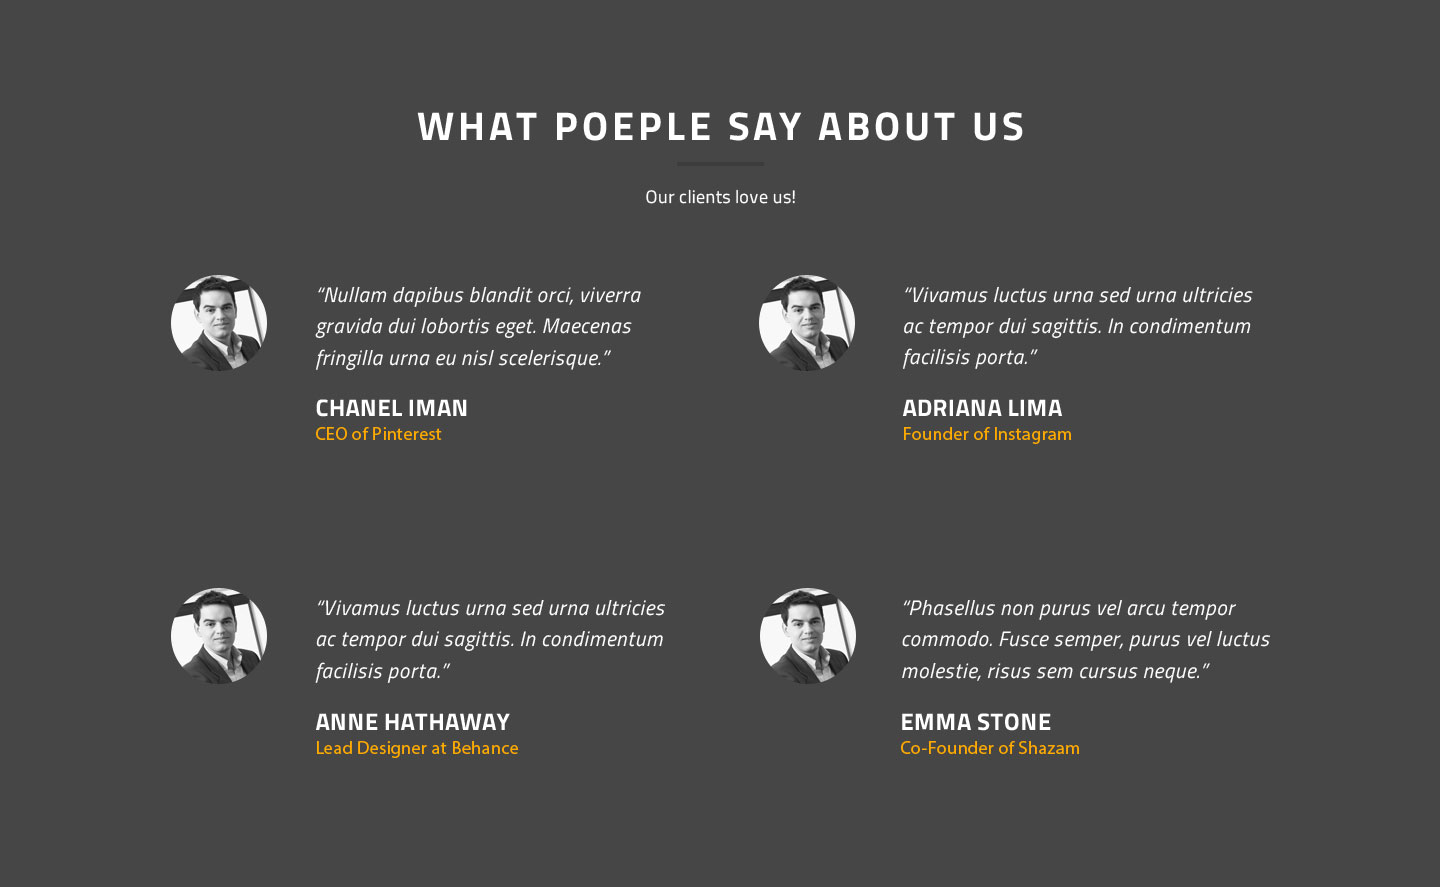 WHAT POEPLE SAY ABOUT US
Our clients love us!
“Nullam dapibus blandit orci, viverra
gravida dui lobortis eget. Maecenas
fringilla urna eu nisl scelerisque.”
CHANEL IMAN
CEO of Pinterest
“Vivamus luctus urna sed urna ultricies
ac tempor dui sagittis. In condimentum
facilisis porta.”
ADRIANA LIMA
Founder of Instagram
“Vivamus luctus urna sed urna ultricies
ac tempor dui sagittis. In condimentum
facilisis porta.”
ANNE HATHAWAY
Lead Designer at Behance
“Phasellus non purus vel arcu tempor
commodo. Fusce semper, purus vel luctus
molestie, risus sem cursus neque.”
EMMA STONE
Co-Founder of Shazam